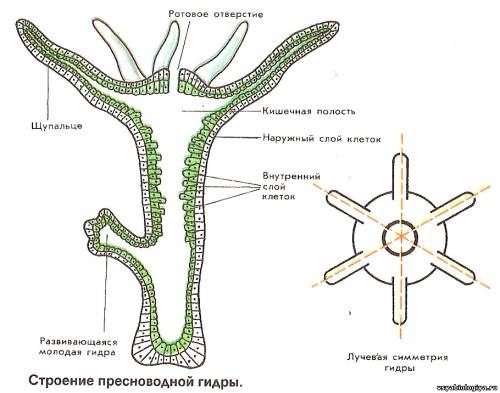 Ротовое отверстие
Кишечная полость
Щупальце
Наружный слой клеток
Внутренний
слой
клеток
Развивающаяся
молодая гидра
Лучевая симметрия
гидры
Строение пресноводной гидры.
vsyabiologiya.ru